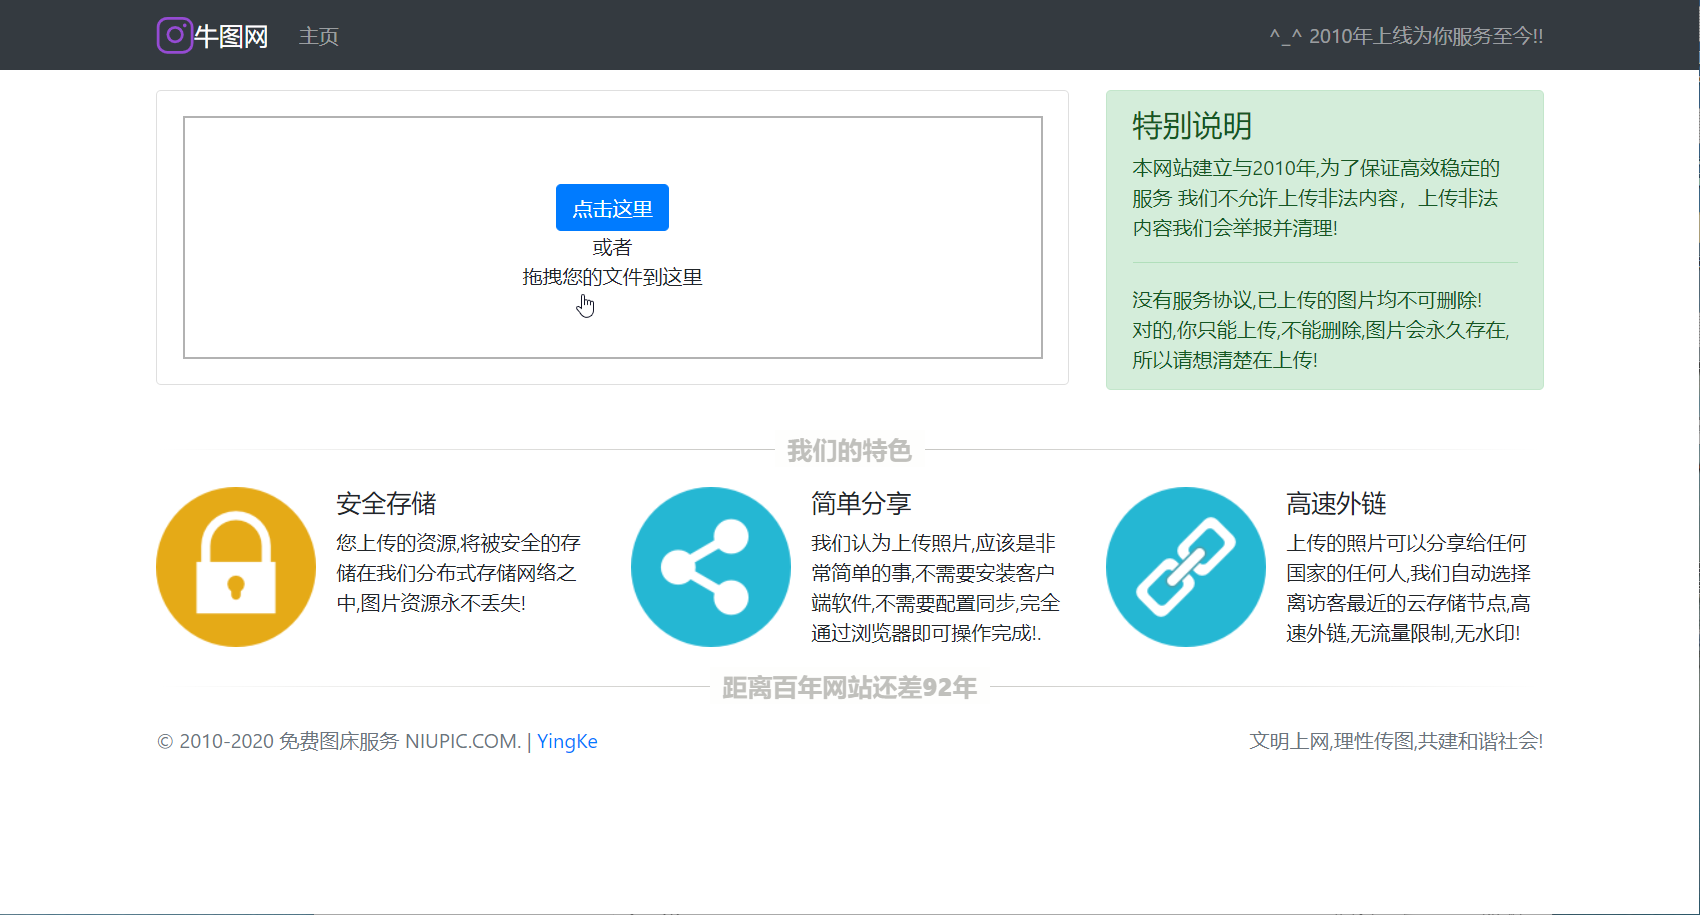 牛图网 主页 ^_^ 2010年上线为你服务至今!!
点击这里
或者
拖拽您的文件到这里
特别说明
本网站建立与2010年,为了保证高效稳定的
服务 我们不允许上传非法内容，上传非法
内容我们会举报并清理!
没有服务协议,已上传的图片均不可删除!
对的,你只能上传,不能删除,图片会永久存在,
所以请想清楚在上传!
我们的特色
安全存储
您上传的资源,将被安全的存
储在我们分布式存储网络之
中,图片资源永不丢失!
简单分享
我们认为上传照片,应该是非
常简单的事,不需要安装客户
端软件,不需要配置同步,完全
通过浏览器即可操作完成!.
高速外链
上传的照片可以分享给任何
国家的任何人,我们自动选择
离访客最近的云存储节点,高
速外链,无流量限制,无水印!
距离百年网站还差92年
© 2010-2020 免费图床服务 NIUPIC.COM. | YingKe 文明上网,理性传图,共建和谐社会!